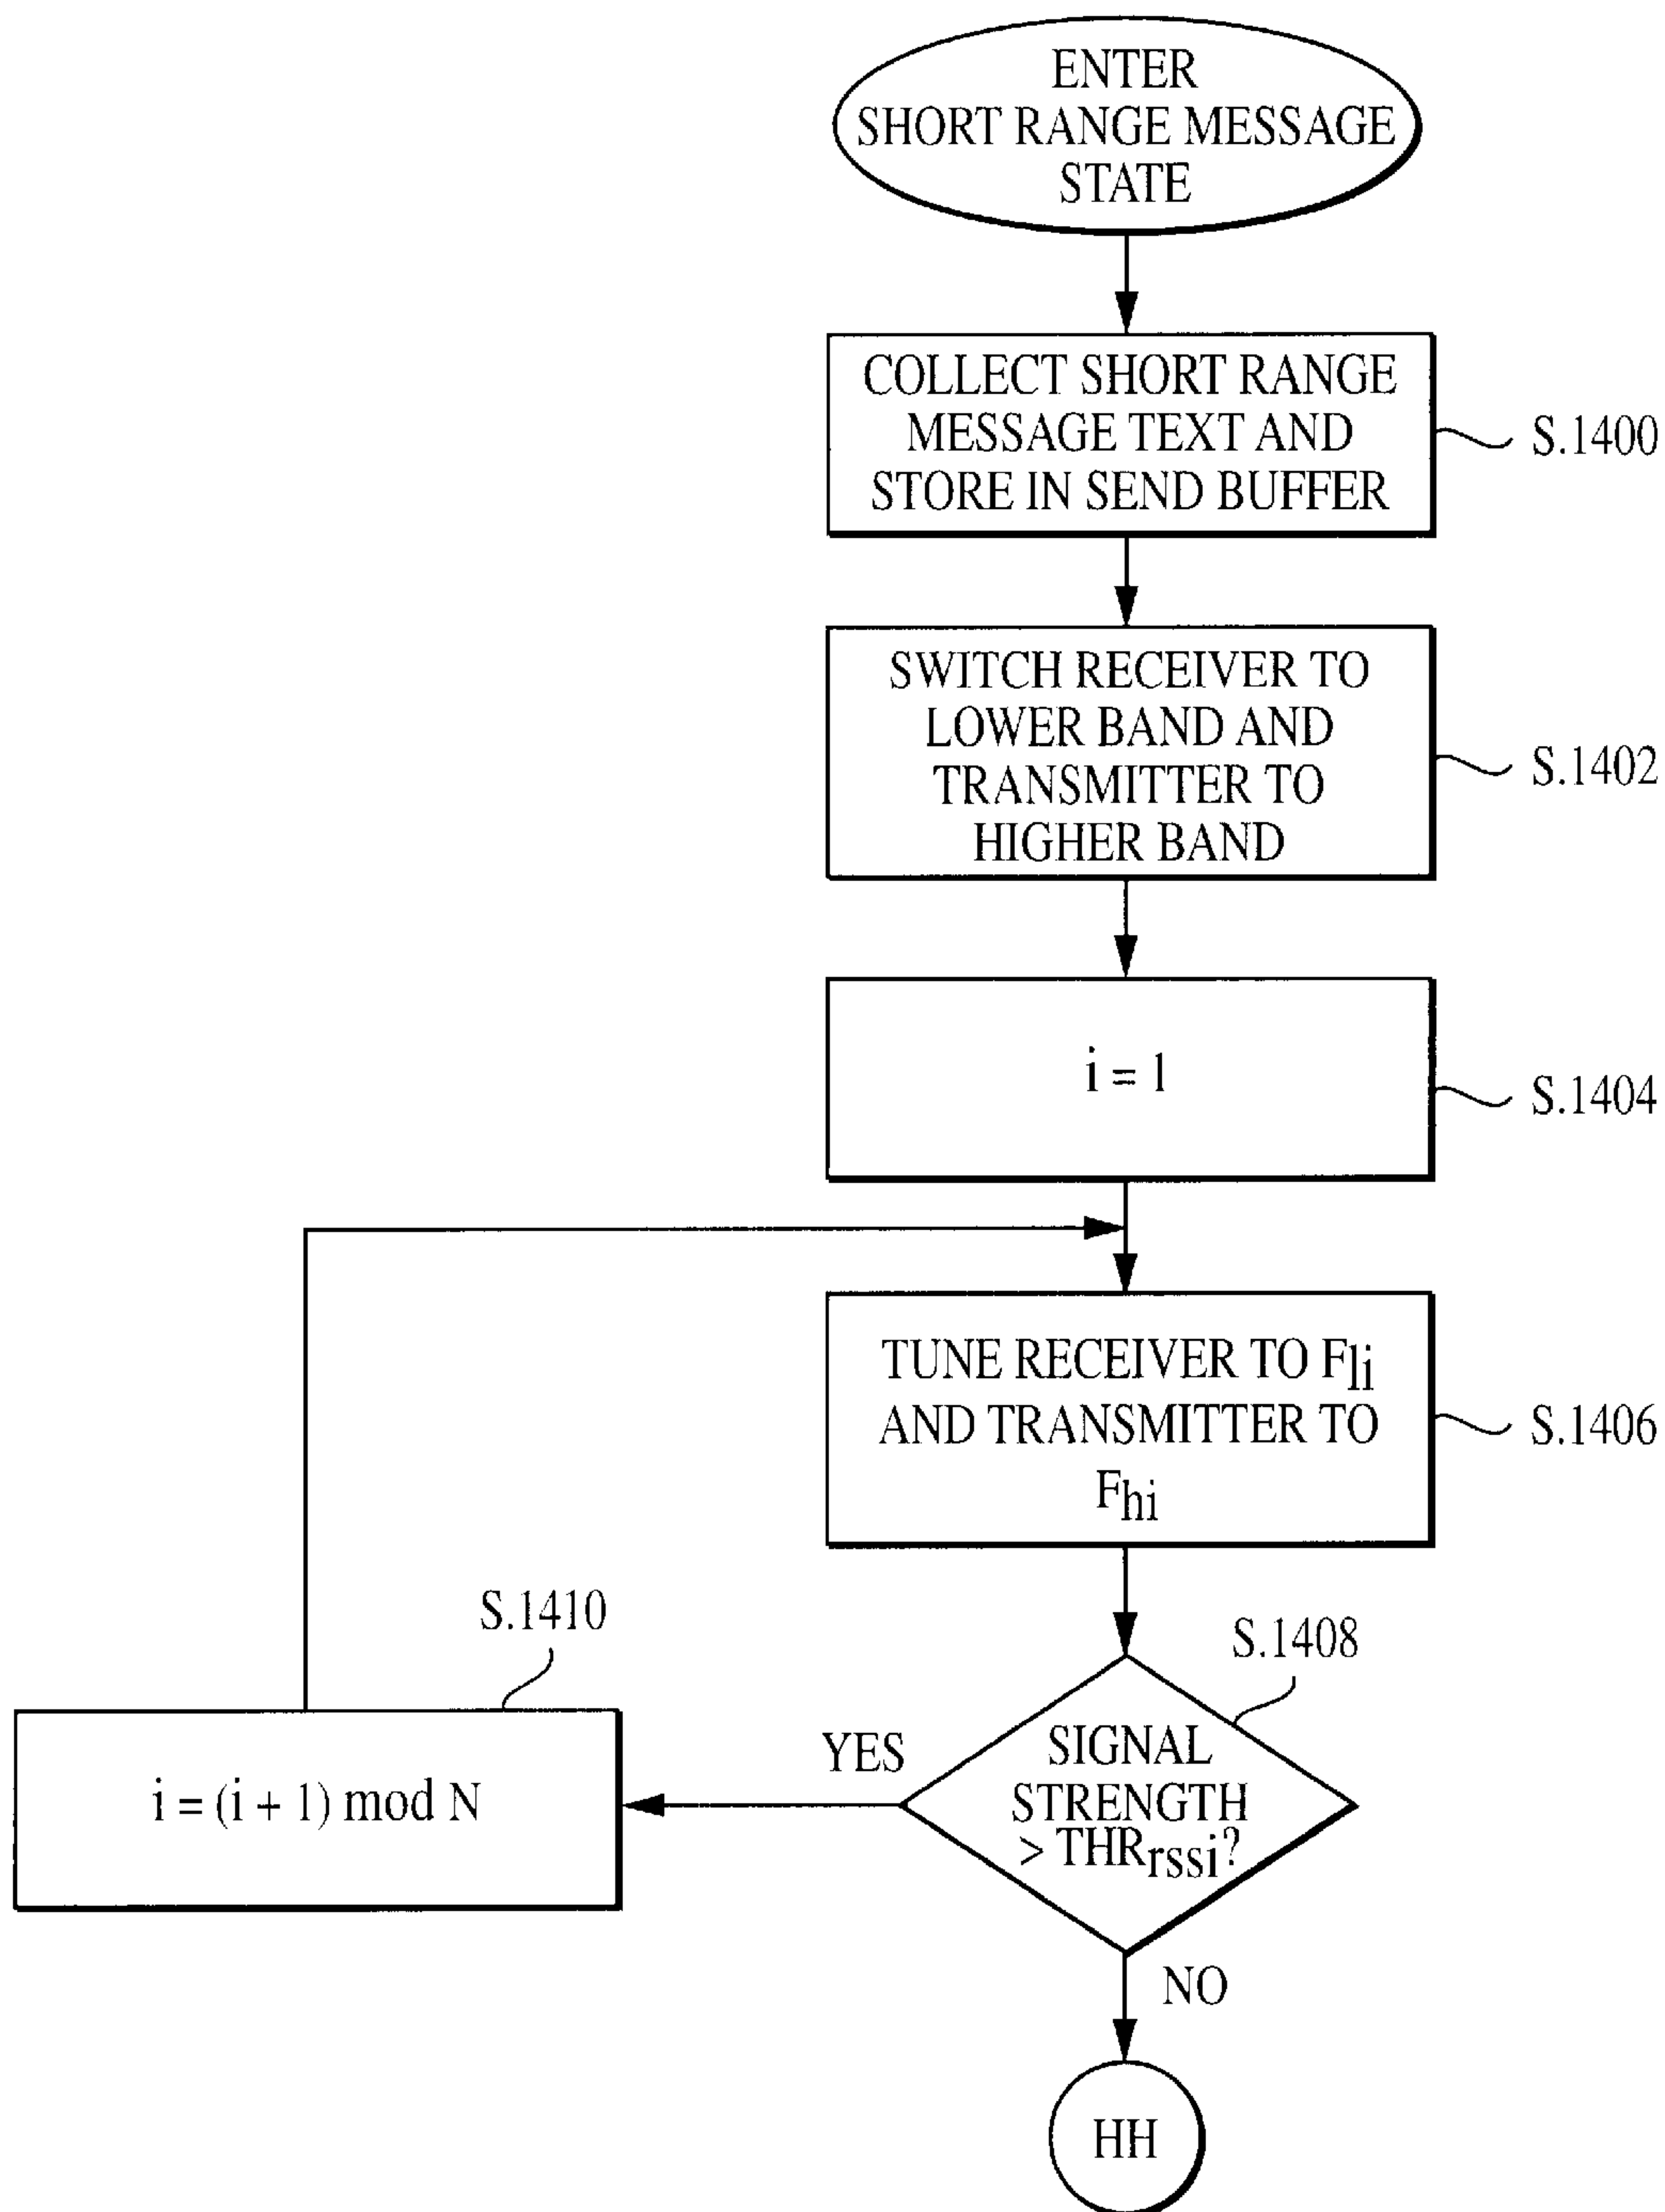 ENTER
SHORT RANGE MESSAGE
STATE
COLLECT SHORT RANGE
MESSAGE TEXT AND
STORE IN SEND BUFFER
S.1400
SWITCH RECEIVER TO
LOWER BAND AND
TRANSMITTER TO
HIGHER BAND
S.1402
i = 1
S.1404
TUNE RECEIVER TO Fli
AND TRANSMITTER TO
Fhi
S.1406
S.1410
i = (i + 1) mod N
YES
S.1408
SIGNAL
STRENGTH
> THRrssi?
NO
HH